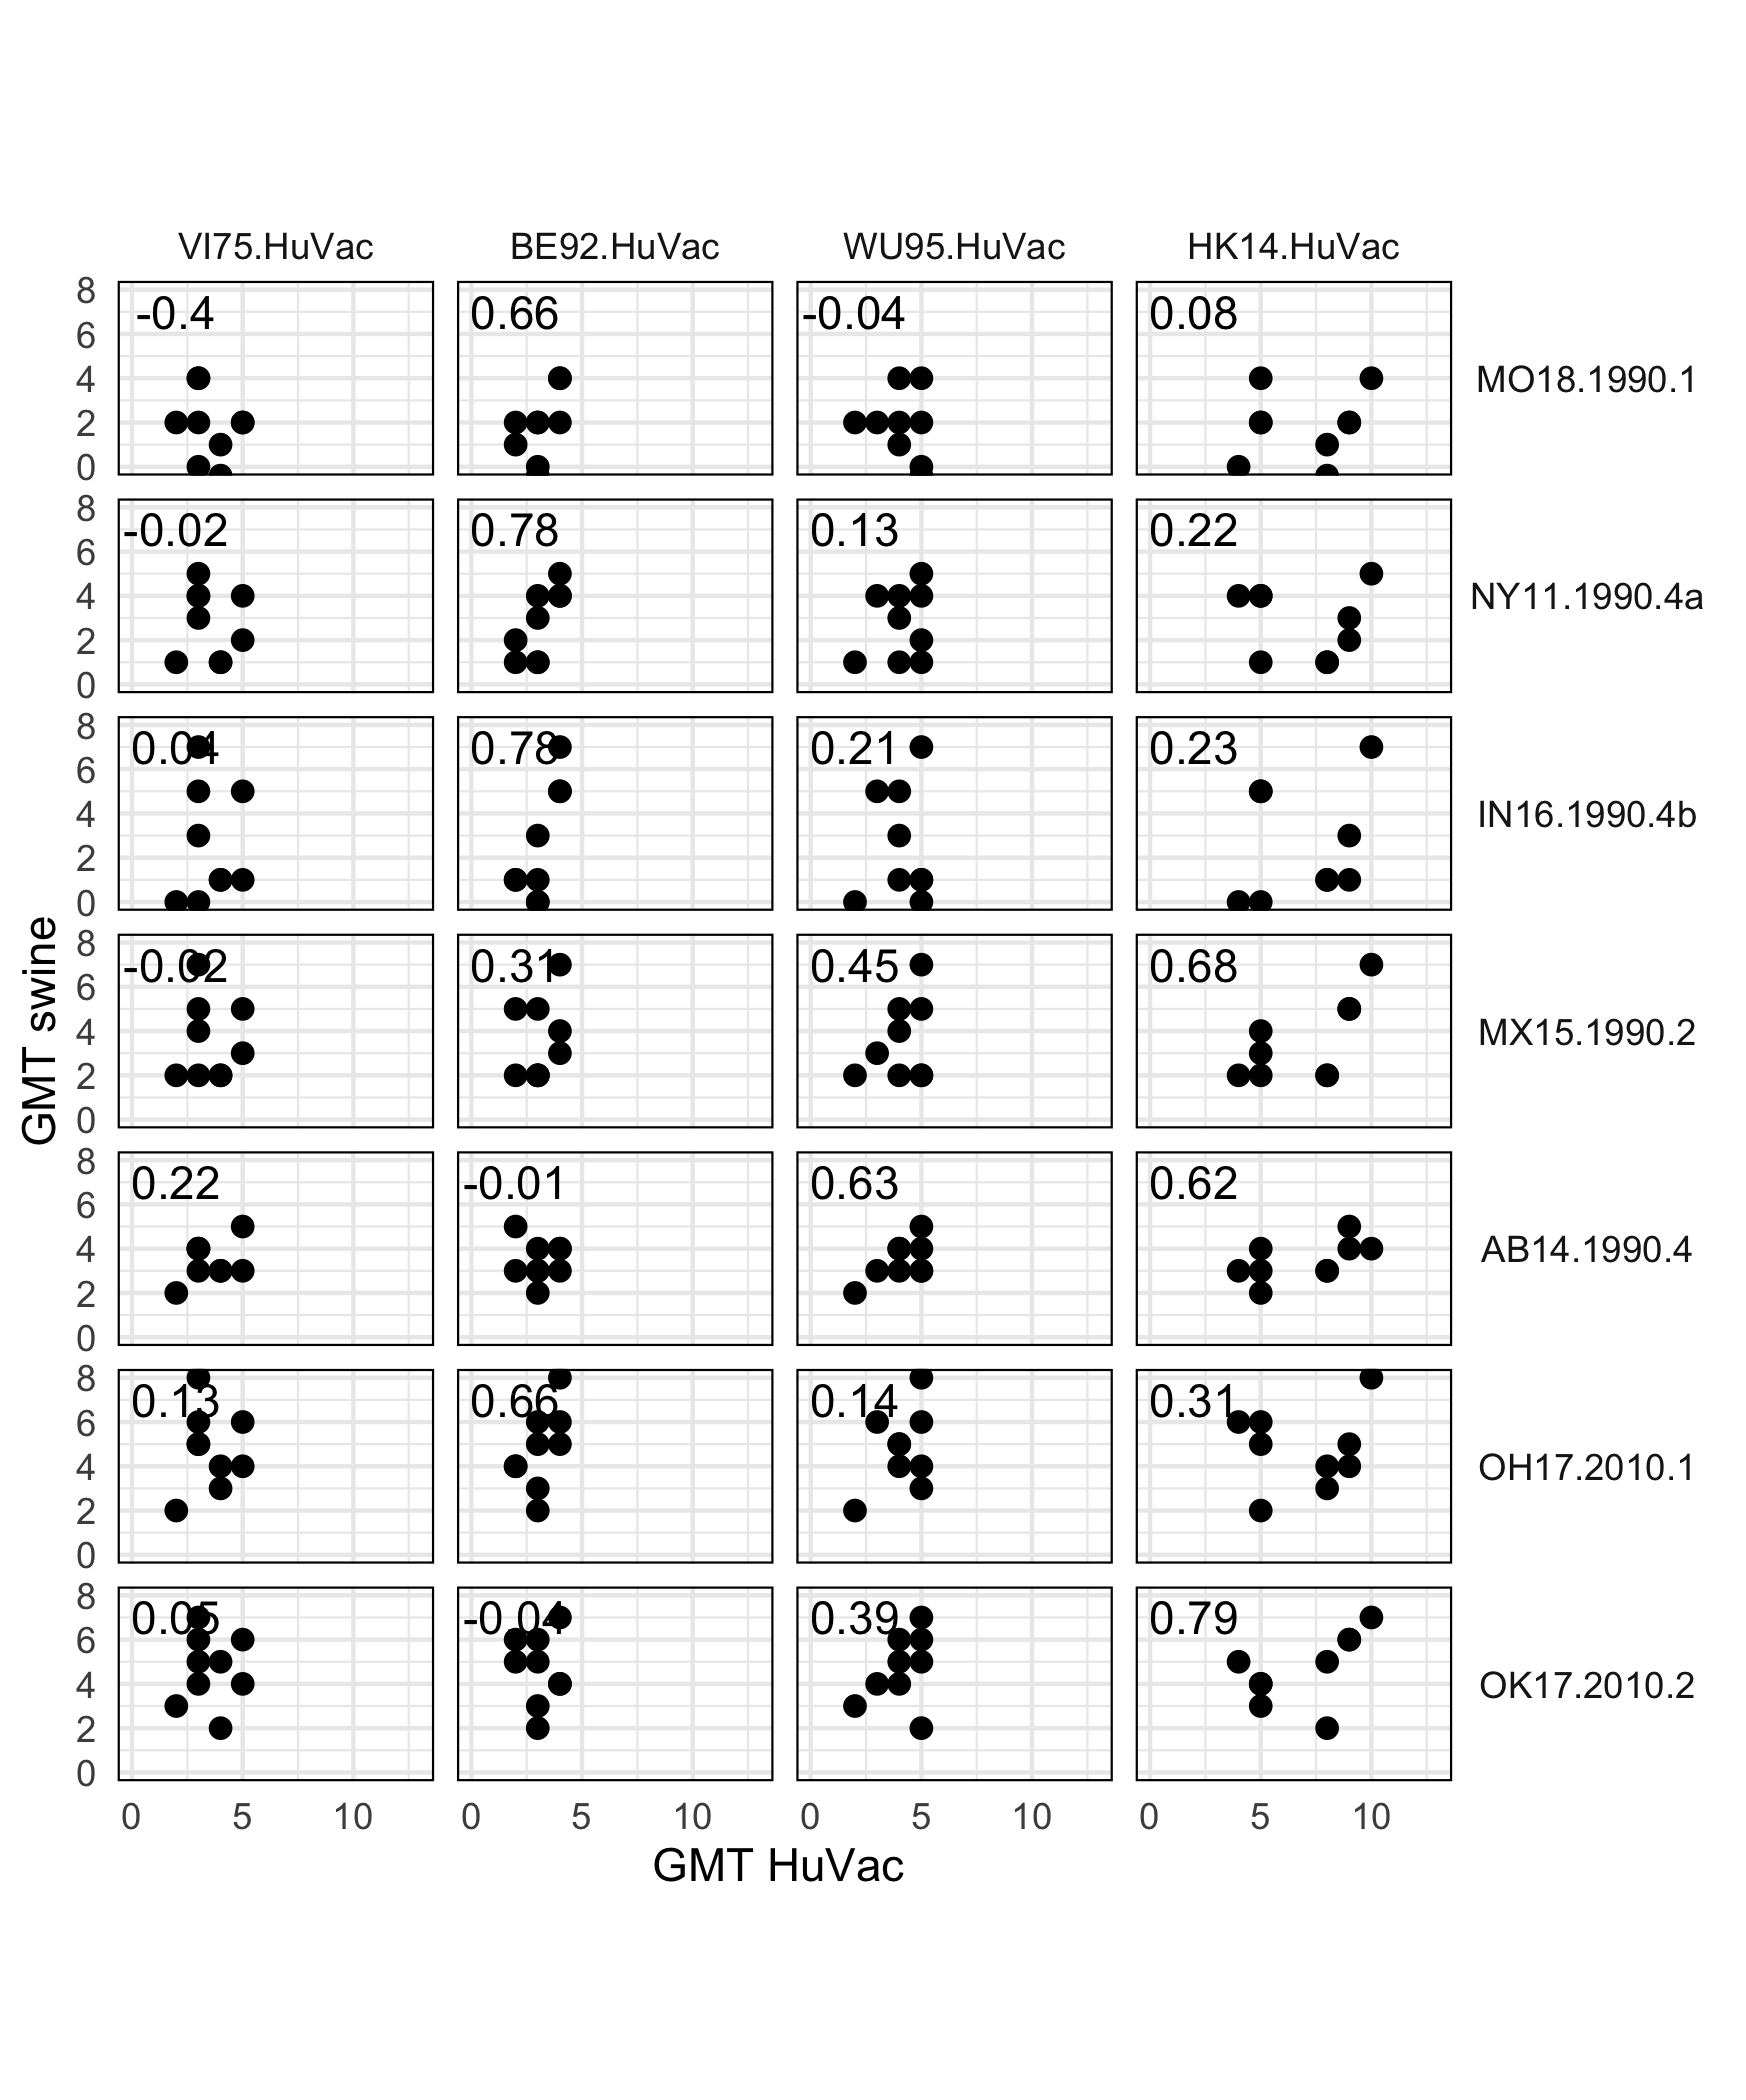 VI75.HuVac BE92.HuVac WU95.HuVac HK14.HuVac
8 -0.4 0.66 -0.04 0.08
6
4 MO18.1990.1
2
0
8 -0.02 0.78 0.13 0.22
6
4 NY11.1990.4a
2
0
8 0.04 0.78 0.21 0.23
6
4 IN16.1990.4b
2
0
GMT swine
8 -0.02 0.31 0.45 0.68
6
4 MX15.1990.2
2
0
8 0.22 -0.01 0.63 0.62
6
4 AB14.1990.4
2
0
8 0.13 0.66 0.14 0.31
6
4 OH17.2010.1
2
0
8 0.05 -0.04 0.39 0.79
6
4 OK17.2010.2
2
0
0 5 10 0 5 10 0 5 10 0 5 10
GMT HuVac